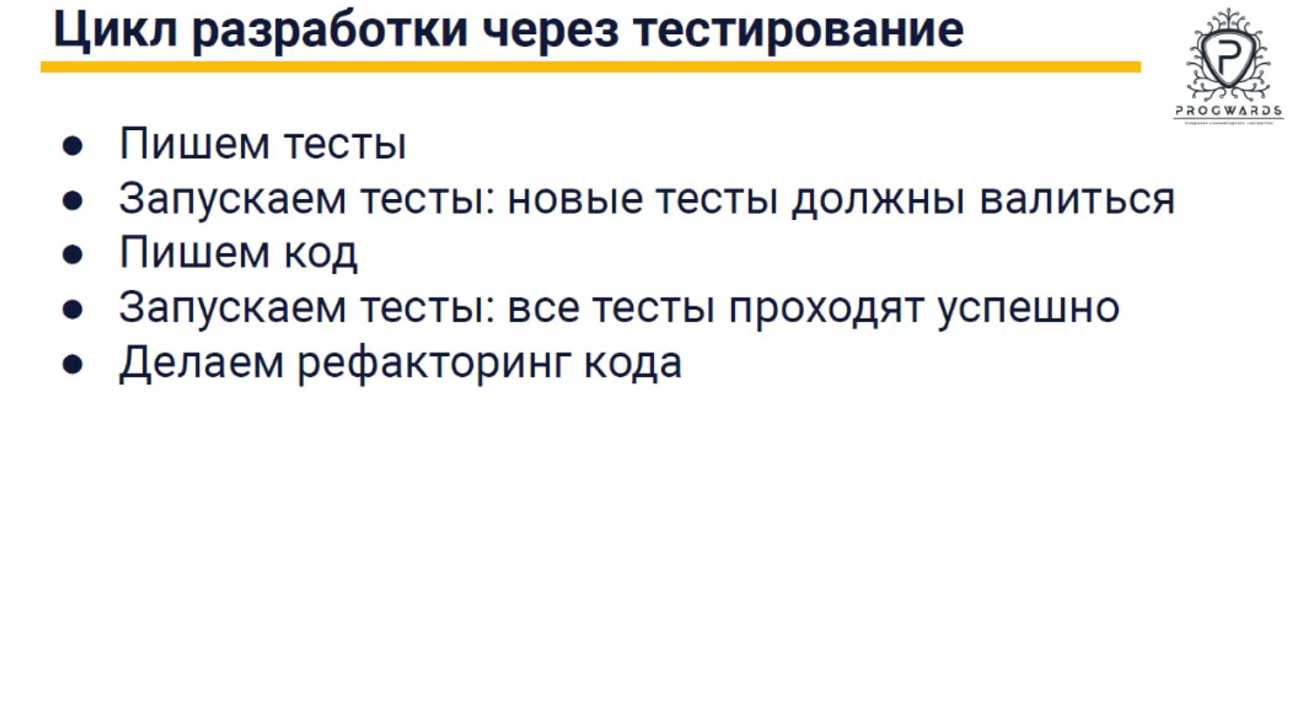 Цикл разработки через тестирование
PROGWARDS
● Пишем тесты
● Запускаем тесты: новые тесты должны валиться
● Пишем код
● Запускаем тесты: все тесты проходят успешно
● Делаем рефакторинг кода